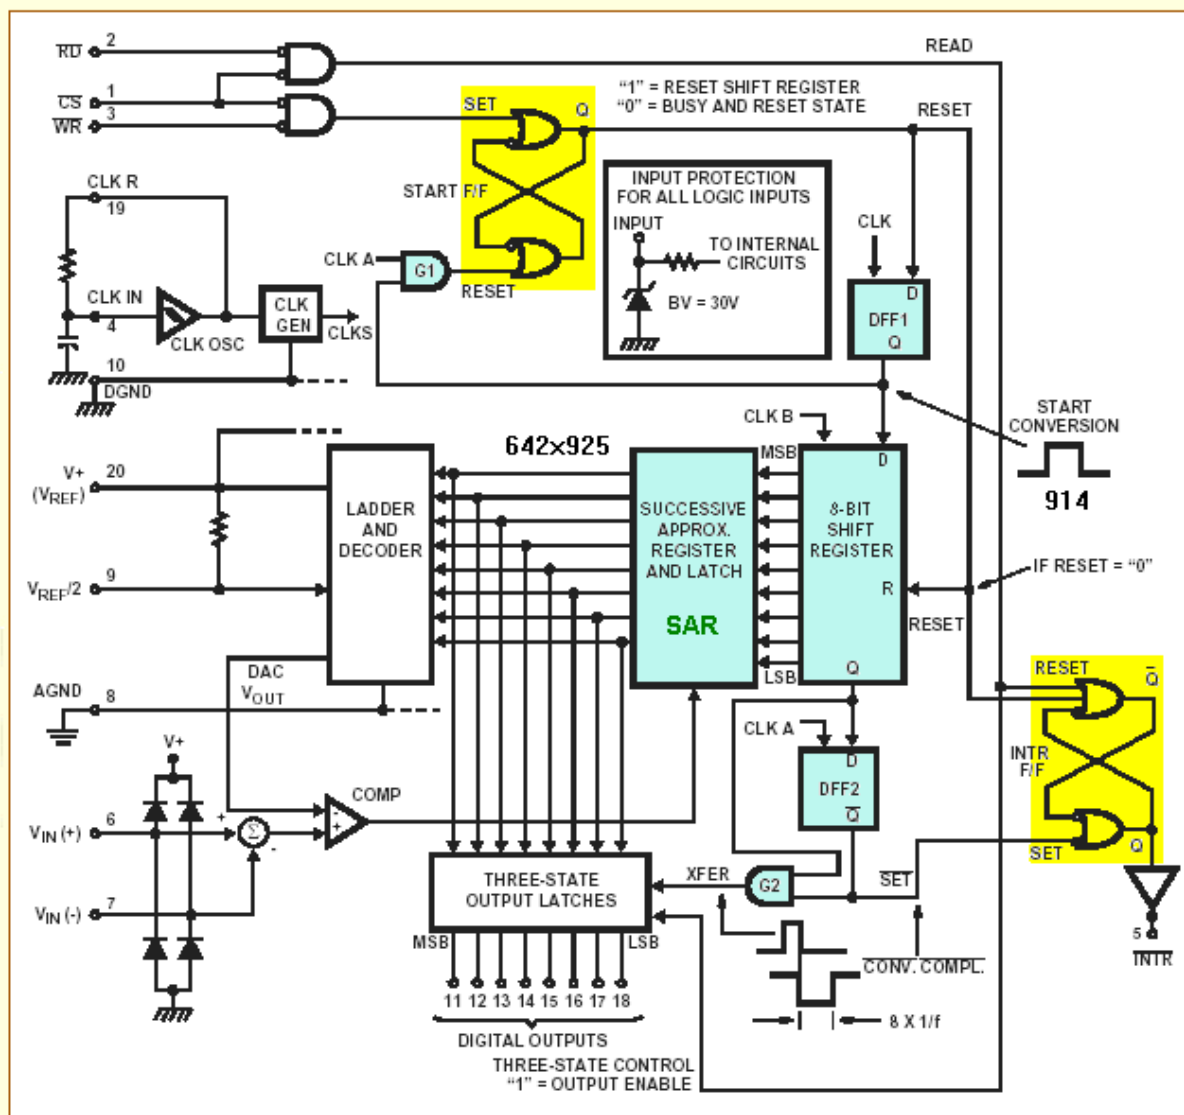 RD
2
READ
CS
1
WR
3
SET
Q
"1" = RESET SHIFT REGISTER
"0" = BUSY AND RESET STATE
RESET
START F/F
CLK R
19
INPUT PROTECTION
FOR ALL LOGIC INPUTS
INPUT
TO INTERNAL
CIRCUITS
BV = 30V
CLK
CLK A
G1
RESET
D
DFF1
Q
CLK IN
4
CLK OSC
CLK
GEN
CLKS
10
DGND
START
CONVERSION
914
642x925
CLK B
MSB
D
V+
(VREF)
20
LADDER
AND
DECODER
SUCCESSIVE
APPROX.
REGISTER
AND LATCH
SAR
8-BIT
SHIFT
REGISTER
R
IF RESET = "0"
RESET
VREF/2
9
LSB
Q
DAC
VOUT
AGND
8
RESET
Q
INTR
F/F
Q
SET
CLK A
D
DFF2
Q
V+
COMP
+
VIN (+)
6
+
Σ
-
VIN (-)
7
THREE-STATE
OUTPUT LATCHES
XFER
G2
SET
MSB
LSB
CONV. COMPL.
5
INTR
11 12 13 14 15 16 17 18
8 X 1/f
DIGITAL OUTPUTS
THREE-STATE CONTROL
"1" = OUTPUT ENABLE